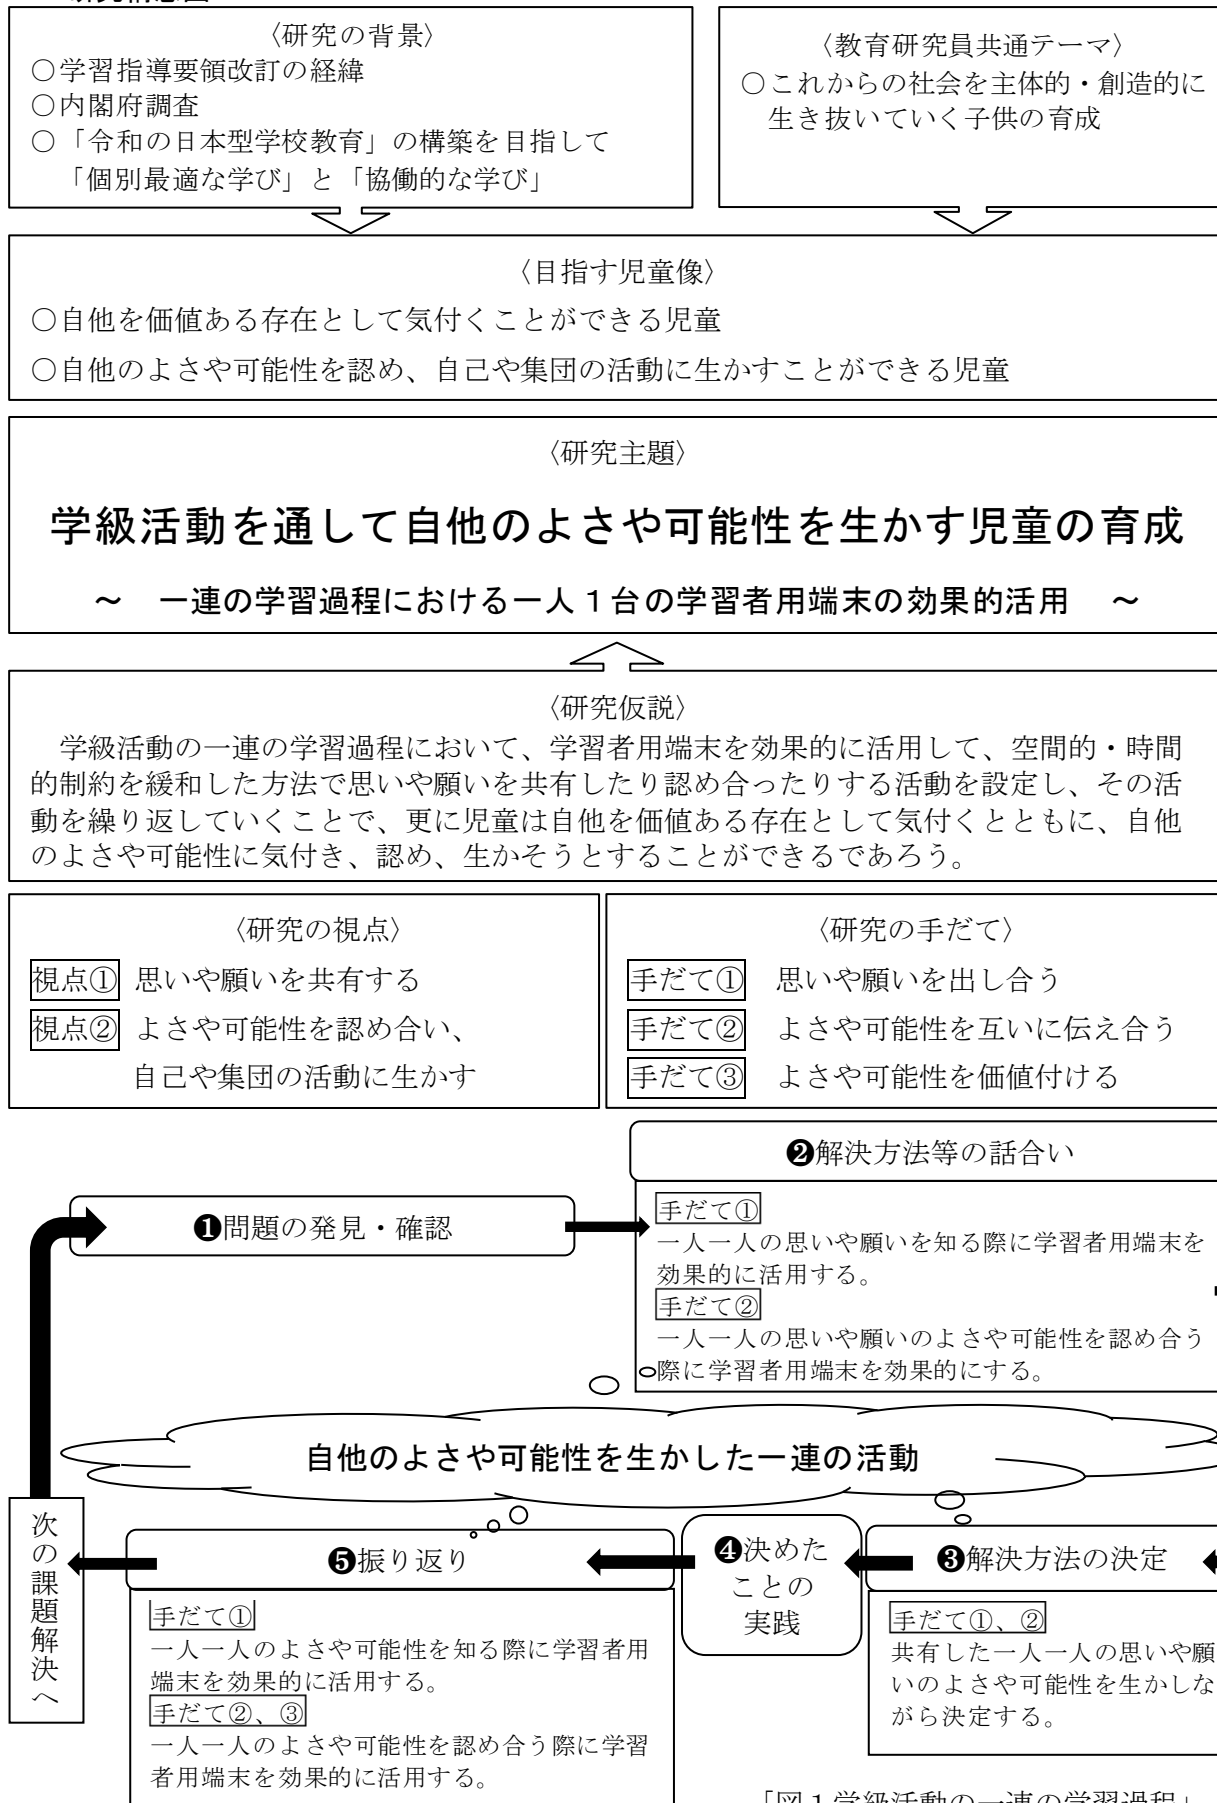 〈研究の背景〉
○学習指導要領改訂の経緯
○内閣府調査
○「令和の日本型学校教育」の構築を目指して
「個別最適な学び」と「協働的な学び」
〈教育研究員共通テーマ〉
○これからの社会を主体的・創造的に
生き抜いていく子供の育成
〈目指す児童像〉
○自他を価値ある存在として気付くことができる児童
○自他のよさや可能性を認め、自己や集団の活動に生かすことができる児童
〈研究主題〉
学級活動を通して自他のよさや可能性を生かす児童の育成
～　一連の学習過程における一人１台の学習者用端末の効果的活用　～
〈研究仮説〉
学級活動の一連の学習過程において、学習者用端末を効果的に活用して、空間的・時間
的制約を緩和した方法で思いや願いを共有したり認め合ったりする活動を設定し、その活
動を繰り返していくことで、更に児童は自他を価値ある存在として気付くとともに、自他
のよさや可能性に気付き、認め、生かそうとすることができるであろう。
〈研究の視点〉
視点① 思いや願いを共有する
視点② よさや可能性を認め合い、
自己や集団の活動に生かす
〈研究の手だて〉
手だて①　思いや願いを出し合う
手だて②　よさや可能性を互いに伝え合う
手だて③　よさや可能性を価値付ける
❶問題の発見・確認
❷解決方法等の話合い
手だて①
一人一人の思いや願いを知る際に学習者用端末を
効果的に活用する。
手だて②
一人一人の思いや願いのよさや可能性を認め合う
際に学習者用端末を効果的にする。
自他のよさや可能性を生かした一連の活動
❸解決方法の決定
手だて①、②
共有した一人一人の思いや願
いのよさや可能性を生かしな
がら決定する。
❹決めた
ことの
実践
❺振り返り
手だて①
一人一人のよさや可能性を知る際に学習者用
端末を効果的に活用する。
手だて②、③
一人一人のよさや可能性を認め合う際に学習
者用端末を効果的に活用する。
次の課題解決へ
「図１学級活動の一連の学習過程」